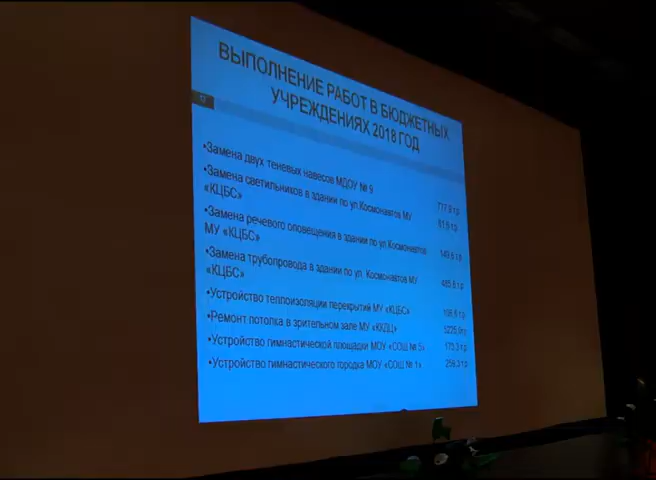 ВЫПОЛНЕНИЕ РАБОТ В БЮДЖЕТНЫХ
УЧРЕЖДЕНИЯХ 2018 ГОД
•Замена двух теневых навесов МДОУ № 9
•Замена светильников в здании по ул.Космонавтов МУ
«КЦБС»
•Замена речевого оповещения в здании по ул.Космонавтов
МУ «КЦБС»
•Замена трубопровода в здании по ул. Космонавтов МУ
«КЦБС»
•Устройство теплоизоляции перекрытий МУ «КЦБС»
•Ремонт потолка в зрительном зале МУ
•Устройство гимнастической площадки МОУ «СОШ № 5»
•Устройство гимнастического городка МОУ «СОШ № 1»